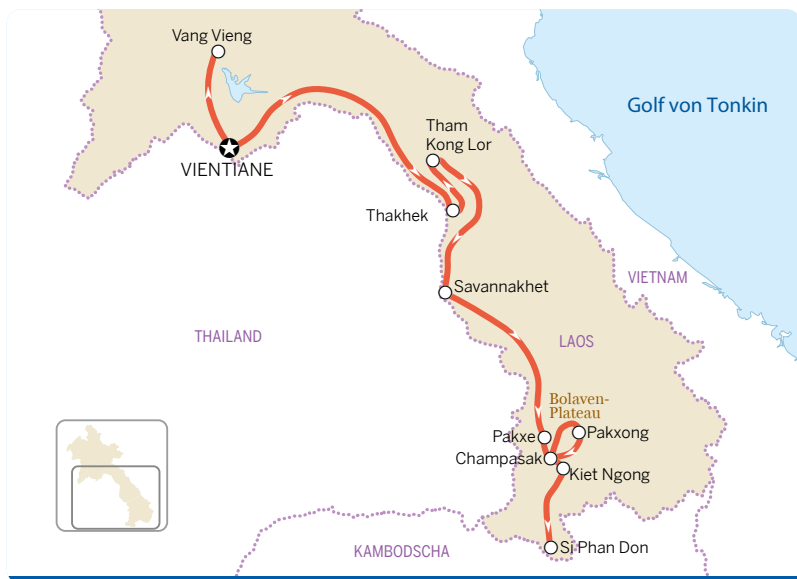 Vang Vieng
Golf von Tonkin
Tham
Kong Lor
VIENTIANE
Thakhek
VIETNAM
Savannakhet
THAILAND
LAOS
Bolaven-
Plateau
Pakxe
Pakxong
Champasak
Kiet Ngong
KAMBODSCHA
Si Phan Don